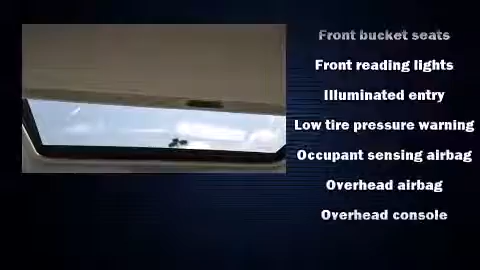 Front bucket seats
Front reading lights
Illuminated entry
Low tire pressure warning
Occupant sensing airbag
Overhead airbag
Overhead console